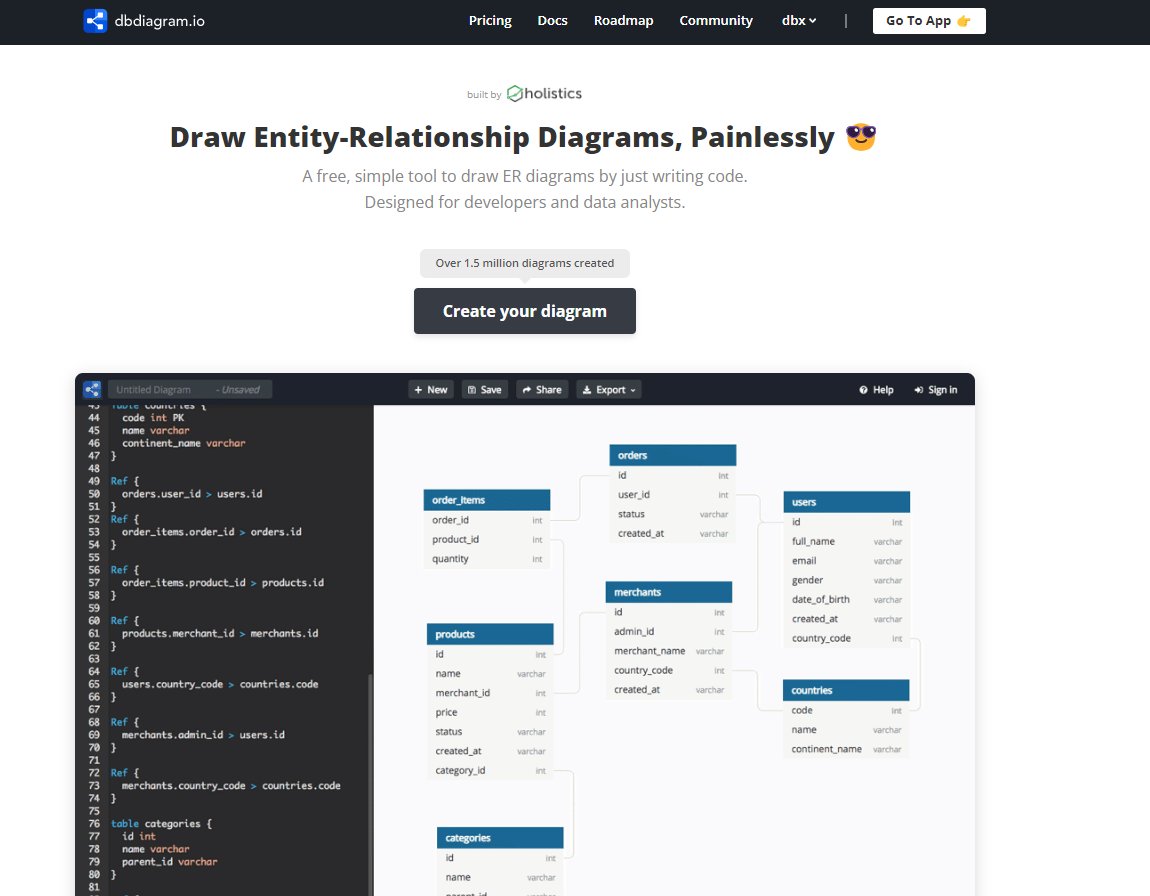 dbdiagram.io
Pricing
Docs
Roadmap
Community
dbx
|
Go To App 👉
built by holistics
Draw Entity-Relationship Diagrams, Painlessly 😎
A free, simple tool to draw ER diagrams by just writing code.
Designed for developers and data analysts.
Over 1.5 million diagrams created
Create your diagram
Untitled Diagram - Unsaved
+ New
Save
Share
Export
Help
Sign in
43 Table countries {
44 code int PK
45 name varchar
46 continent_name varchar
47 }
48
49 Ref {
50 orders.user_id > users.id
51 }
52 Ref {
53 order_items.order_id > orders.id
54 }
55
56 Ref {
57 order_items.product_id > products.id
58 }
59
60 Ref {
61 products.merchant_id > merchants.id
62 }
63
64 Ref {
65 users.country_code > countries.code
66 }
67
68 Ref {
69 merchants.admin_id > users.id
70 }
71
72 Ref {
73 merchants.country_code > countries.code
74 }
75
76 table categories {
77 id int
78 name varchar
79 parent_id varchar
80 }
81
order_items
order_id int
product_id int
quantity int
orders
id int
user_id int
status varchar
created_at varchar
users
id int
full_name varchar
email varchar
gender varchar
date_of_birth varchar
created_at varchar
country_code int
merchants
id int
admin_id int
merchant_name varchar
country_code int
created_at varchar
products
id int
name varchar
merchant_id int
price int
status varchar
created_at varchar
category_id int
countries
code int
name varchar
continent_name varchar
categories
id int
name varchar
parent_id varchar